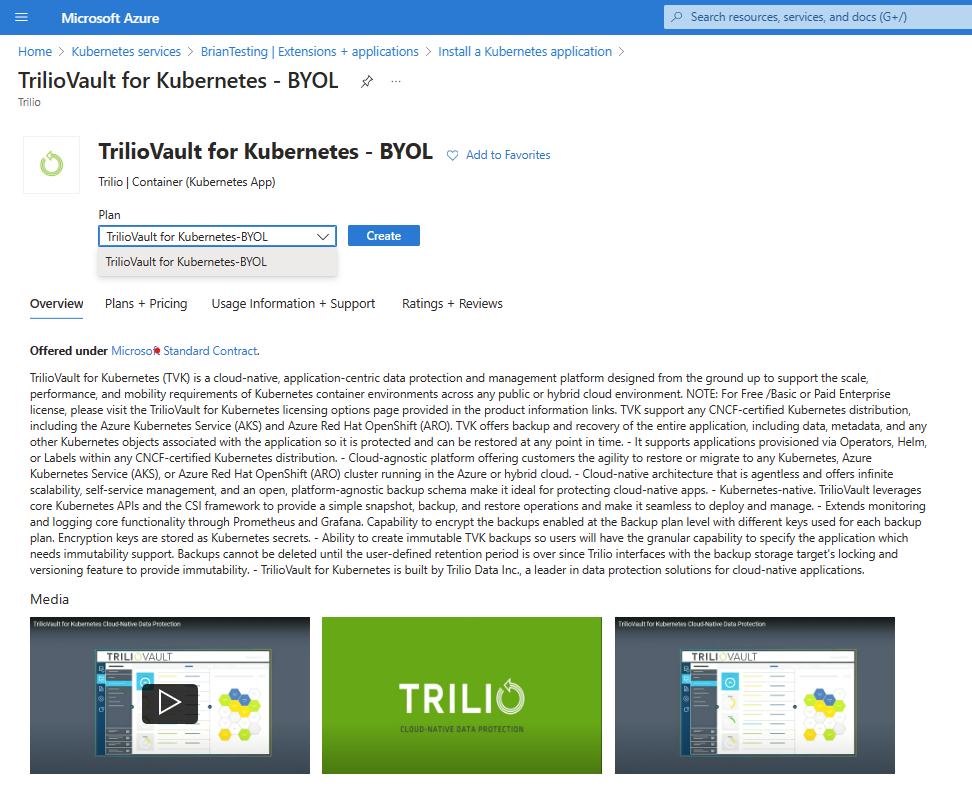 Microsoft Azure
Search resources, services, and docs (G+/)
Home > Kubernetes services > BrianTesting | Extensions + applications > Install a Kubernetes application >
TrilioVault for Kubernetes - BYOL
Trilio
TrilioVault for Kubernetes - BYOL
Add to Favorites
Trilio | Container (Kubernetes App)
Plan
TrilioVault for Kubernetes-BYOL
Create
TrilioVault for Kubernetes-BYOL
Overview Plans + Pricing Usage Information + Support Ratings + Reviews
Offered under Microsoft Standard Contract.
TrilioVault for Kubernetes (TVK) is a cloud-native, application-centric data protection and management platform designed from the ground up to support the scale,
performance, and mobility requirements of Kubernetes container environments across any public or hybrid cloud environment. NOTE: For Free /Basic or Paid Enterprise
license, please visit the TrilioVault for Kubernetes licensing options page provided in the product information links. TVK support any CNCF-certified Kubernetes distribution,
including the Azure Kubernetes Service (AKS) and Azure Red Hat OpenShift (ARO). TVK offers backup and recovery of the entire application, including data, metadata, and any
other Kubernetes objects associated with the application so it is protected and can be restored at any point in time. - It supports applications provisioned via Operators, Helm,
or Labels within any CNCF-certified Kubernetes distribution. - Cloud-agnostic platform offering customers the agility to restore or migrate to any Kubernetes, Azure
Kubernetes Service (AKS), or Azure Red Hat OpenShift (ARO) cluster running in the Azure or hybrid cloud. - Cloud-native architecture that is agentless and offers infinite
scalability, self-service management, and an open, platform-agnostic backup schema make it ideal for protecting cloud-native apps. - Kubernetes-native. TrilioVault leverages
core Kubernetes APIs and the CSI framework to provide a simple snapshot, backup, and restore operations and make it seamless to deploy and manage. - Extends monitoring
and logging core functionality through Prometheus and Grafana. Capability to encrypt the backups enabled at the Backup plan level with different keys used for each backup
plan. Encryption keys are stored as Kubernetes secrets. - Ability to create immutable TVK backups so users will have the granular capability to specify the application which
needs immutability support. Backups cannot be deleted until the user-defined retention period is over since Trilio interfaces with the backup storage target's locking and
versioning feature to provide immutability. - TrilioVault for Kubernetes is built by Trilio Data Inc., a leader in data protection solutions for cloud-native applications.
Media
TrilioVault for Kubernetes Cloud-Native Data Protection
TRILIOVAULT
TRILIO
CLOUD-NATIVE DATA PROTECTION
TrilioVault for Kubernetes Cloud-Native Data Protection
TRILIOVAULT